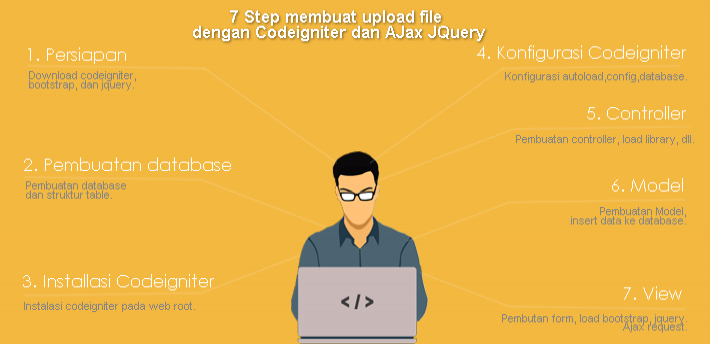 7 Step membuat upload file
dengan Codeigniter dan AJax JQuery
1. Persiapan
Download codeigniter,
bootstrap, dan jquery.
2. Pembuatan database
Pembuatan database
dan struktur table.
3. Installasi Codeigniter
Instalasi codeigniter pada web root.
4. Konfigurasi Codeigniter
Konfigurasi autoload,config,database.
5. Controller
Pembuatan controller, load library, dll.
6. Model
Pembuatan Model,
insert data ke database.
7. View
Pembutan form, load bootstrap, jquery.
Ajax request.
</>